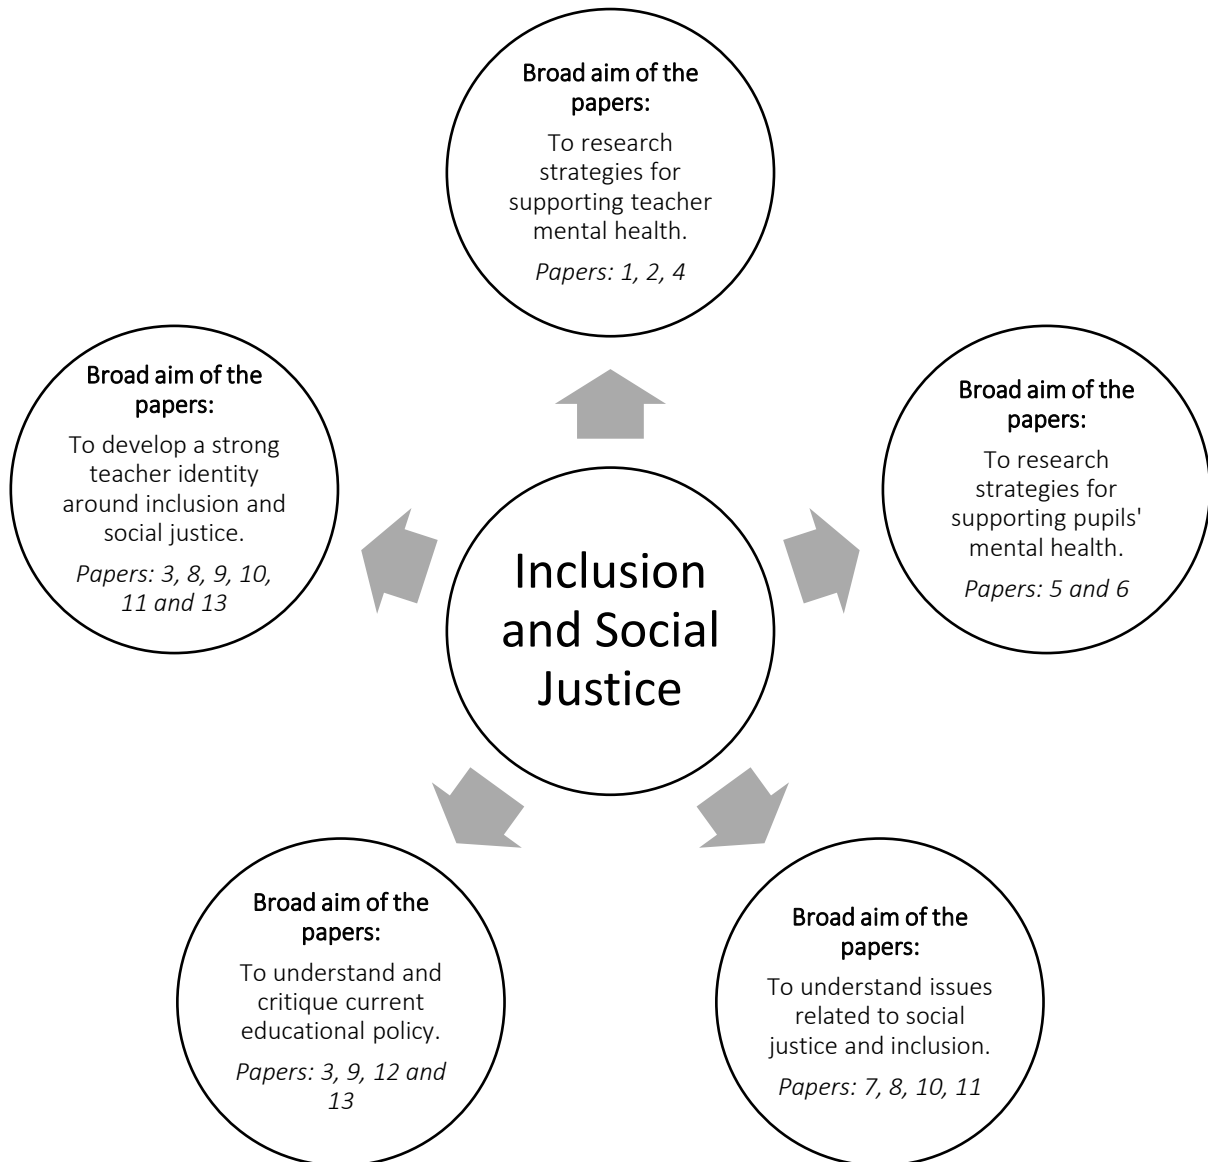 Broad aim of the
papers:
To research
strategies for
supporting teacher
mental health.
Papers: 1, 2, 4
Broad aim of the
papers:
To develop a strong
teacher identity
around inclusion and
social justice.
Papers: 3, 8, 9, 10,
11 and 13
Broad aim of the
papers:
To research
strategies for
supporting pupils'
mental health.
Papers: 5 and 6
Inclusion
and Social
Justice
Broad aim of the
papers:
To understand and
critique current
educational policy.
Papers: 3, 9, 12 and
13
Broad aim of the
papers:
To understand issues
related to social
justice and inclusion.
Papers: 7, 8, 10, 11